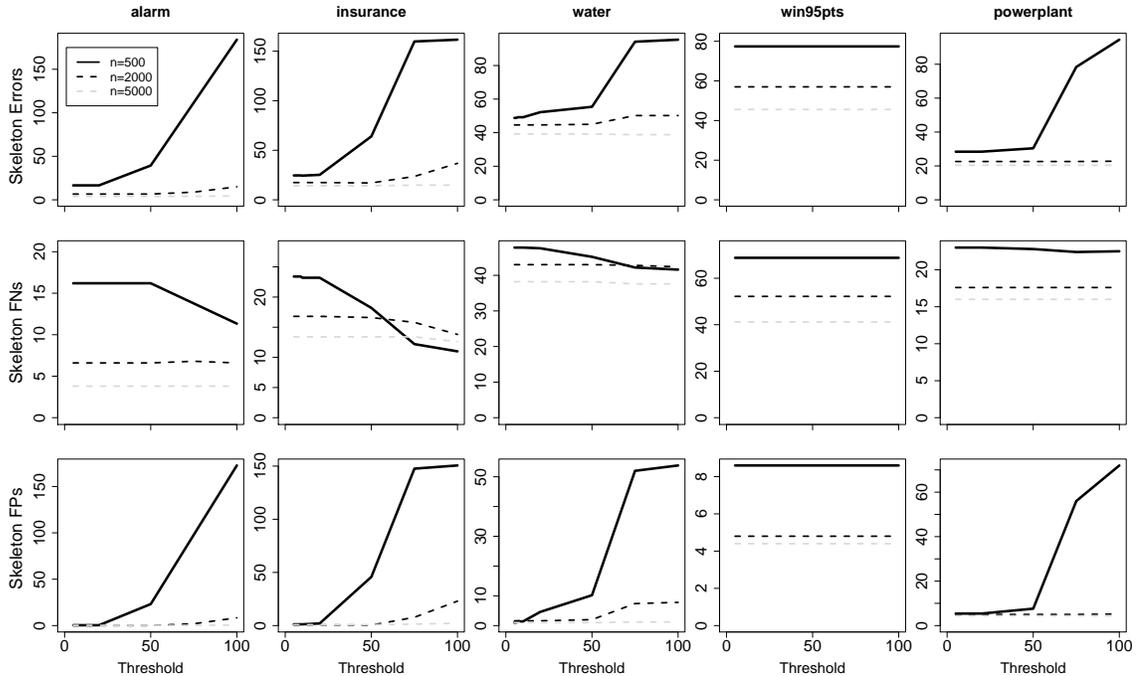 alarm insurance water win95pts powerplant
n=500
n=2000
n=5000
Skeleton Errors
0 50 100 150
0 50 100 150
0 20 40 60 80
0 20 40 60 80
0 20 40 60 80
Skeleton FNs
0 5 10 15 20
0 5 10 20
0 10 20 30 40
0 20 40 60
0 5 10 15 20
Skeleton FPs
0 50 100 150
0 50 100 150
0 10 20 30 40 50
0 2 4 6 8
0 20 40 60
0 50 100 0 50 100 0 50 100 0 50 100 0 50 100
Threshold Threshold Threshold Threshold Threshold